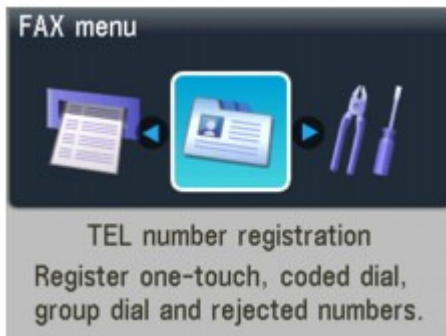 FAX menu
TEL number registration
Register one-touch, coded dial,
group dial and rejected numbers.